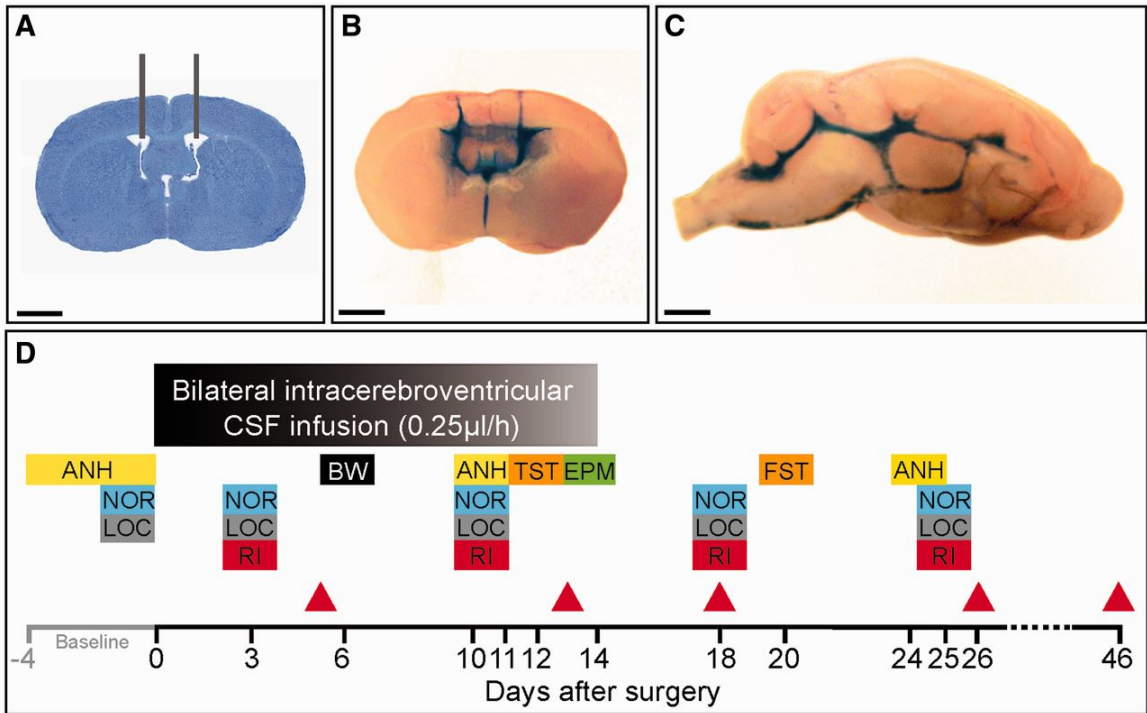 A
B
C
D
Bilateral intracerebroventricular
CSF infusion (0.25µl/h)
ANH
BW
ANH
TST
EPM
FST
ANH
NOR
NOR
NOR
NOR
NOR
LOC
LOC
LOC
LOC
LOC
RI
RI
RI
RI
Baseline
-4
0
3
6
10
11
12
14
18
20
24
25
26
46
Days after surgery